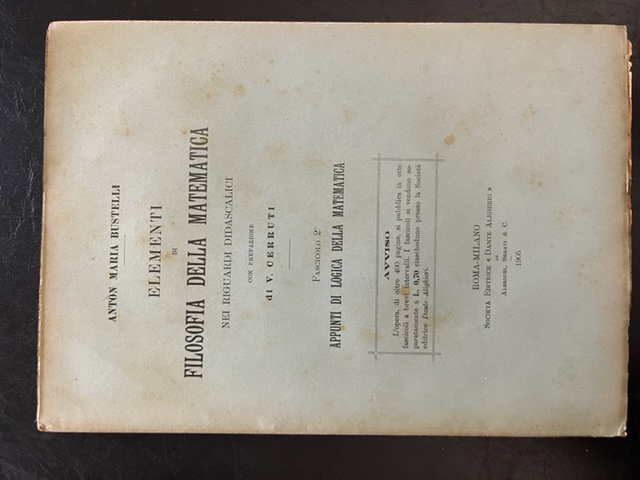 ANTON MARIA BUSTELLI
ELEMENTI
DI
FILOSOFIA DELLA MATEMATICA
NEI RIGUARDI DIDASCALICI
CON PREFAZIONE
di V. CERRUTI
FASCICOLO 2º
APPUNTI DI LOGICA DELLA MATEMATICA
AVVISO
L'opera, di oltre 400 pagine, si pubblica in otto
fascicoli a brevi intervalli. I fascicoli si vendono se-
paratamente a L. 0,70 ciascheduno presso la Società
editrice Dante Alighieri.
ROMA-MILANO
SOCIETÀ EDITRICE « DANTE ALIGHIERI »
DI
ALBRIGHI, SEGATI & C.
1905